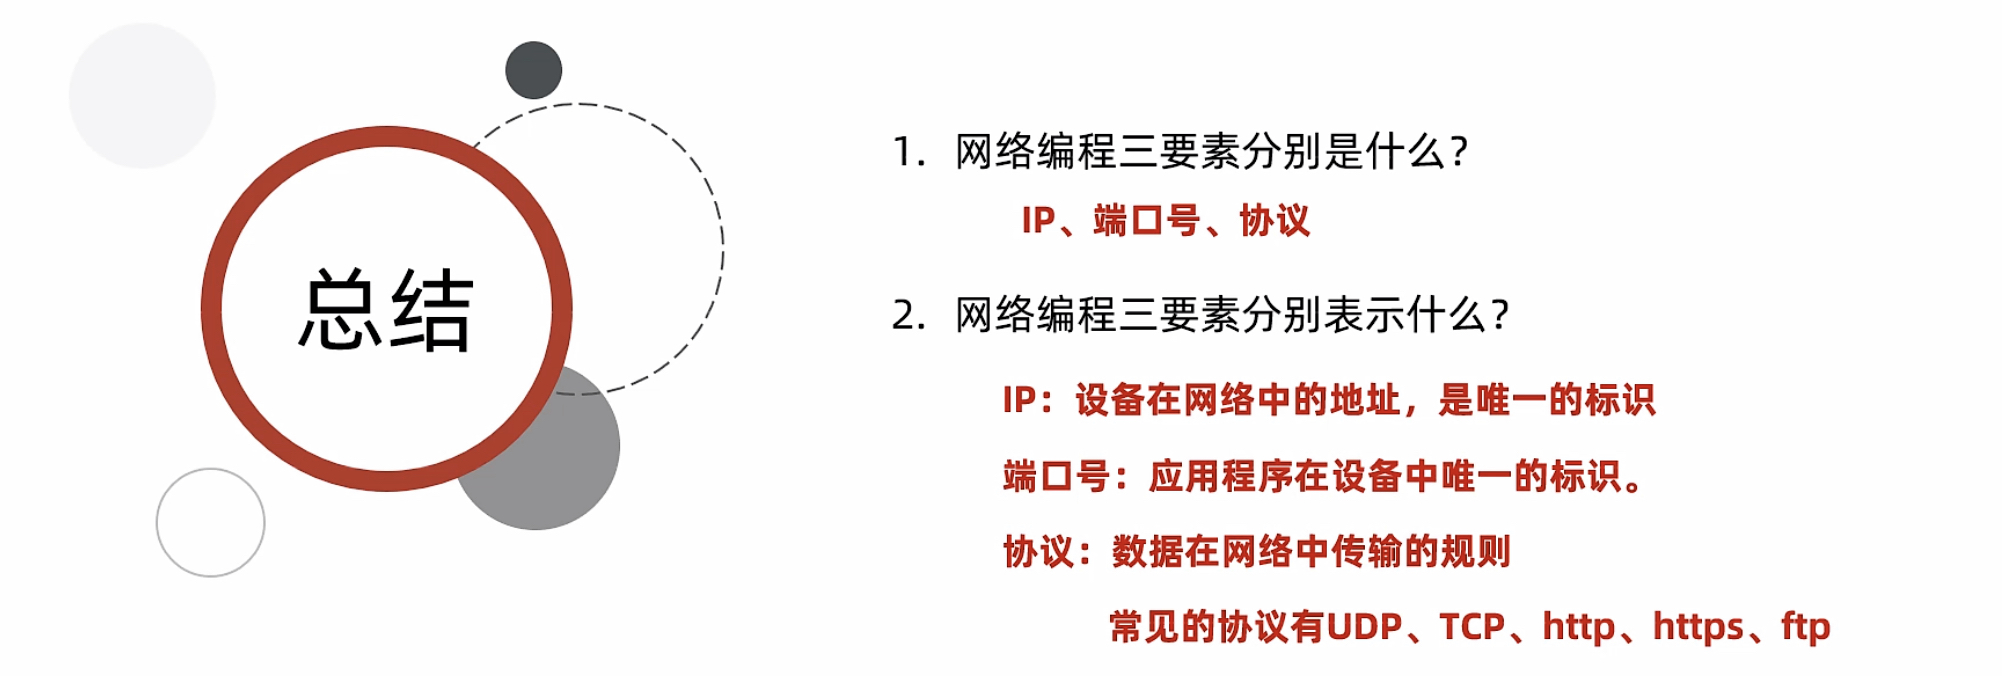 总结
1. 网络编程三要素分别是什么？
IP、端口号、协议
2. 网络编程三要素分别表示什么？
IP：设备在网络中的地址，是唯一的标识
端口号：应用程序在设备中唯一的标识。
协议：数据在网络中传输的规则
常见的协议有UDP、TCP、http、https、ftp